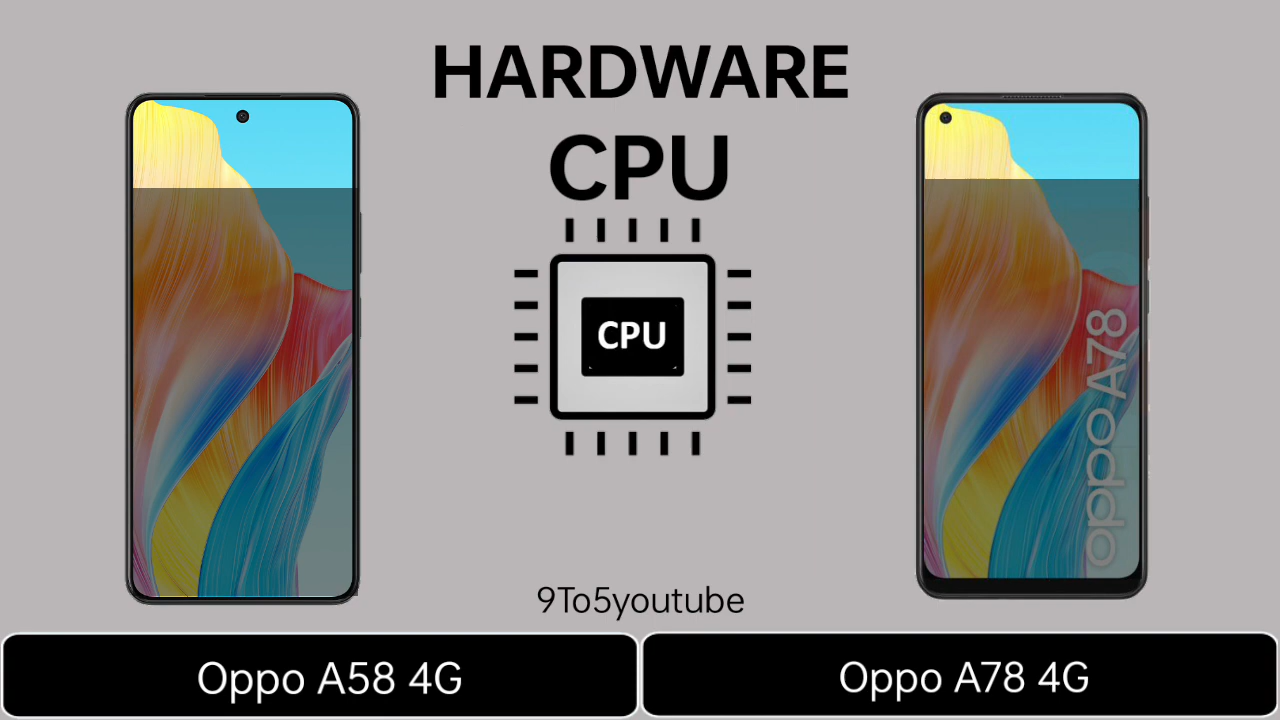 HARDWARE
CPU
CPU
oppo A78
9To5youtube
Oppo A58 4G
Oppo A78 4G